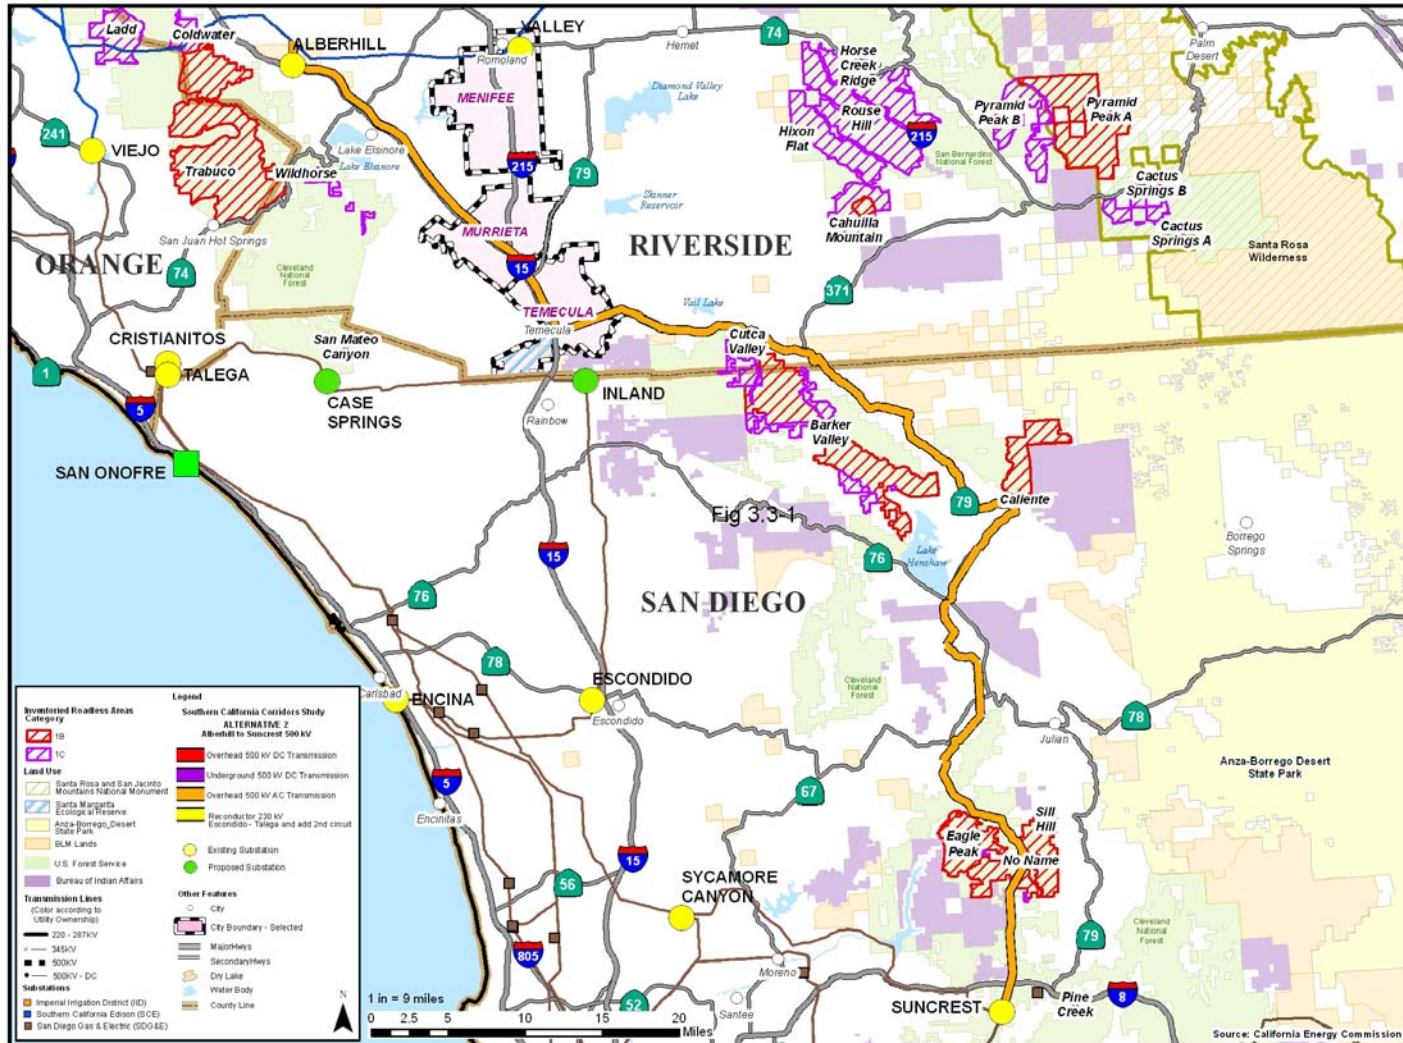 Ladd
Coldwater
ALBERHILL
VALLEY
Romoland
Hemet
74
Palm
Desert
MENIFEE
Diamond Valley
Lake
Horse
Creek
Ridge
Rouse
Hill
Hixon
Flat
215
San Bernardino
National Forest
Pyramid
Peak B
Pyramid
Peak A
241
VIEJO
Lake Elsinore
Lake Elsinore
Trabuco
Wildhorse
215
79
Skinner
Reservoir
Cahuilla
Mountain
Cactus
Springs B
Cactus
Springs A
Santa Rosa
Wilderness
San Juan Hot Springs
ORANGE
74
Cleveland
National
Forest
MURRIETA
15
RIVERSIDE
371
Vail Lake
TEMECULA
Temecula
CRISTIANITOS
TALEGA
San Mateo
Canyon
CASE
SPRINGS
INLAND
Cutca
Valley
1
5
Rainbow
Barker
Valley
SAN ONOFRE
Caliente
79
Fig 3.3-1
15
76
Lake
Henshaw
Borrego
Springs
76
SAN DIEGO
78
ESCONDIDO
Escondido
Carlsbad
ENCINA
Cleveland
National
Forest
Julian
78
5
Encinitas
67
Anza-Borrego Desert
State Park
Eagle
Peak
Sill
Hill
No Name
15
56
SYCAMORE
CANYON
805
79
Cleveland
National
Forest
Moreno
52
Santee
SUNCREST
Pine
Creek
8
Legend
Inventoried Roadless Areas
Category
1B
1C
Land Use
Santa Rosa and San Jacinto
Mountains National Monument
Santa Margarita
Ecological Reserve
Anza-Borrego_Desert
State Park
BLM Lands
U.S. Forest Service
Bureau of Indian Affairs
Transmission Lines
(Color according to
Utility Ownership)
220 - 287KV
345KV
500KV
500KV - DC
Substations
Imperial Irrigation District (IID)
Southern California Edison (SCE)
San Diego Gas & Electric (SDG&E)
Southern California Corridors Study
ALTERNATIVE 2
Alberhill to Suncrest 500 kV
Overhead 500 kV DC Transmission
Underground 500 kV DC Transmission
Overhead 500 kV AC Transmission
Reconductor 230 kV
Escondido - Talega and add 2nd circuit
Existing Substation
Proposed Substation
Other Features
City
City Boundary - Selected
MajorHwys
SecondaryHwys
Dry Lake
Water Body
County Line
N
1 in = 9 miles
0 2.5 5 10 15 20
Miles
Source: California Energy Commission